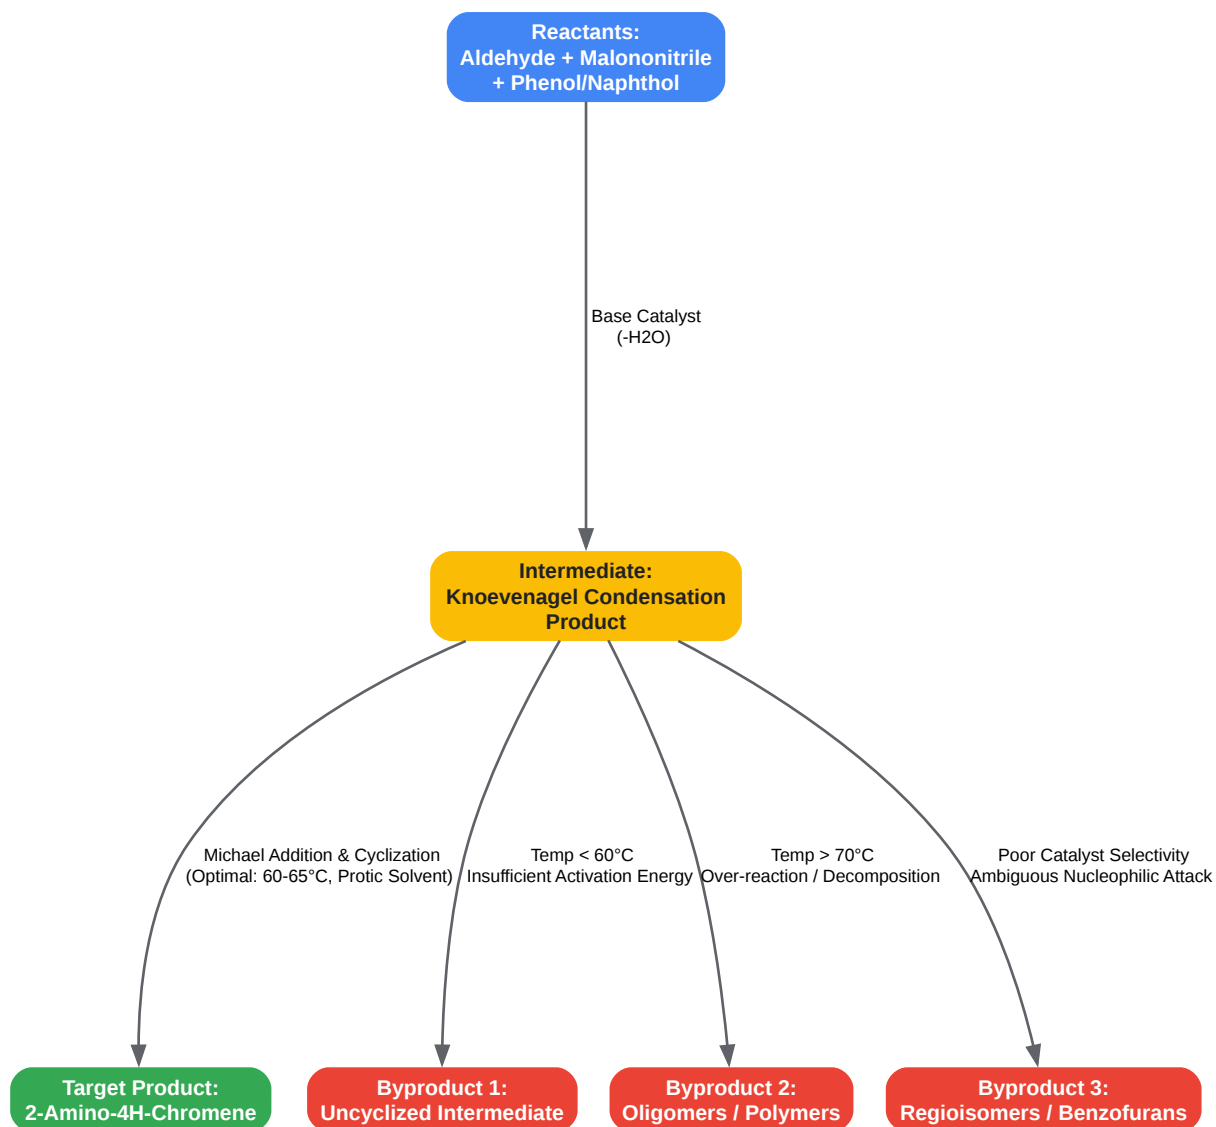 Reactants:
Aldehyde + Malononitrile
+ Phenol/Naphthol
Base Catalyst
(-H2O)
Intermediate:
Knoevenagel Condensation
Product
Michael Addition & Cyclization
(Optimal: 60-65°C, Protic Solvent)
Temp < 60°C
Insufficient Activation Energy
Temp > 70°C
Over-reaction / Decomposition
Poor Catalyst Selectivity
Ambiguous Nucleophilic Attack
Target Product:
2-Amino-4H-Chromene
Byproduct 1:
Uncyclized Intermediate
Byproduct 2:
Oligomers / Polymers
Byproduct 3:
Regioisomers / Benzofurans